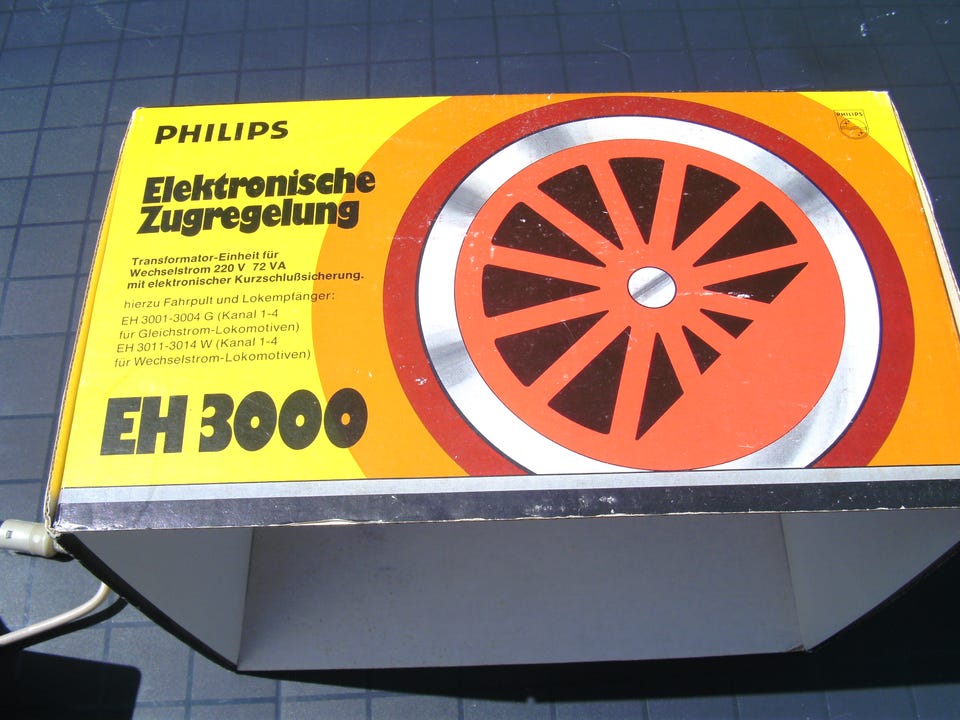 PHILIPS
PHILIPS
Elektronische
Zugregelung
Transformator-Einheit für
Wechselstrom 220 V 72 VA
mit elektronischer Kurzschlußsicherung.
hierzu Fahrpult und Lokempfänger:
EH 3001-3004 G (Kanal 1-4
für Gleichstrom-Lokomotiven)
EH 3011-3014 W (Kanal 1-4
für Wechselstrom-Lokomotiven)
EH 3000